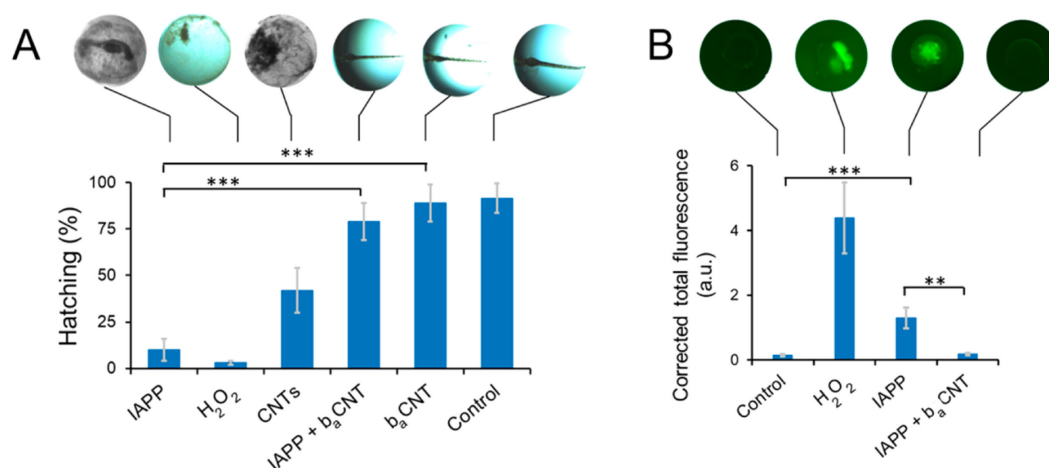 A
B
***
***
100
75
50
25
0
Hatching (%)
IAPP
H₂O₂
CNTs
IAPP + bₐCNT
bₐCNT
Control
***
**
6
4
2
0
Corrected total fluorescence
(a.u.)
Control
H₂O₂
IAPP
IAPP + bₐCNT